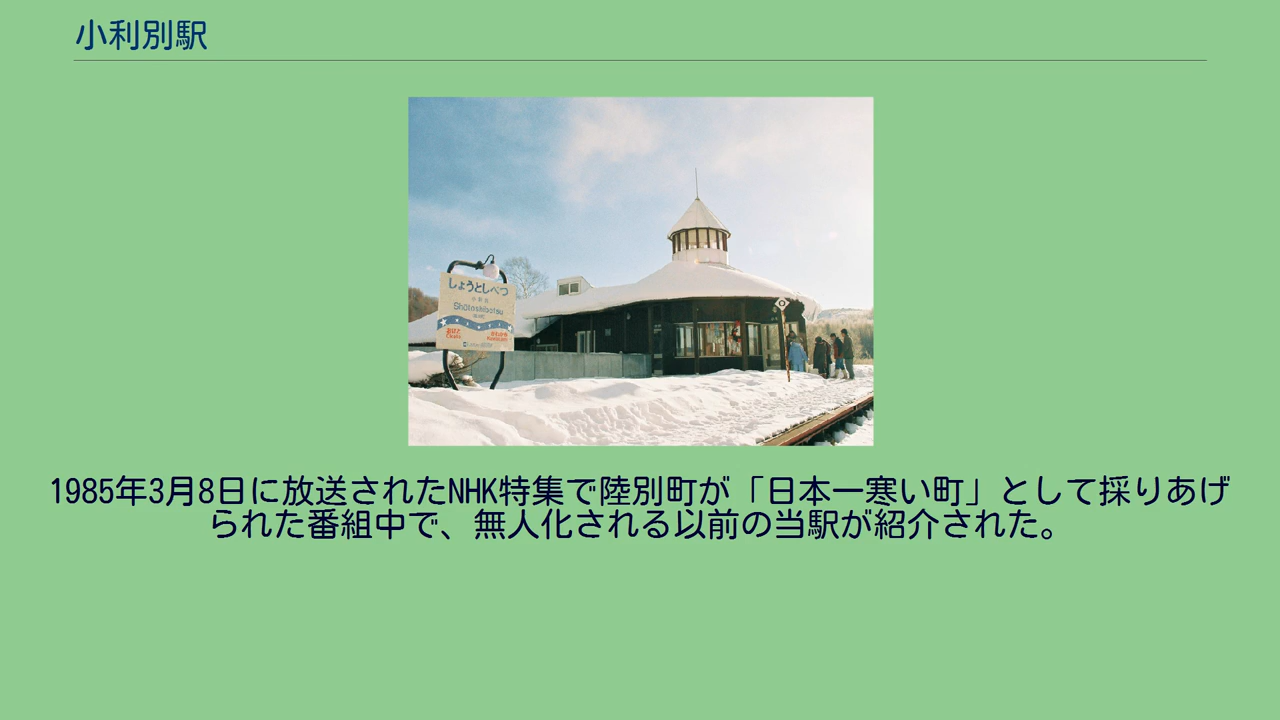 小利別駅
しょうとしべつ
Shōtoshibetsu
1985年3月8日に放送されたNHK特集で陸別町が「日本一寒い町」として採りあげ
られた番組中で、無人化される以前の当駅が紹介された。